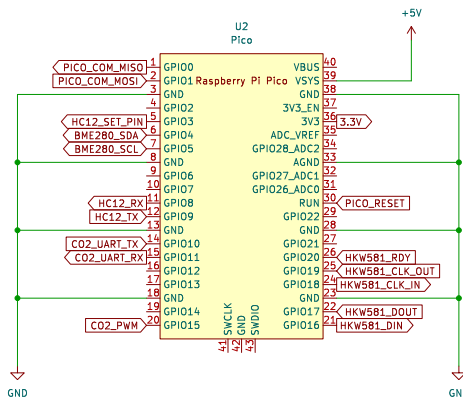 +5V
U2
Pico
PICO_COM_MISO 1 GPIO0 VBUS 40
PICO_COM_MOSI 2 GPIO1 Raspberry Pi Pico VSYS 39
3 GND GND 38
4 GPIO2 3V3_EN 37
HC12_SET_PIN 5 GPIO3 3V3 36 3.3V
BME280_SDA 6 GPIO4 ADC_VREF 35
BME280_SCL 7 GPIO5 GPIO28_ADC2 34
8 GND AGND 33
9 GPIO6 GPIO27_ADC1 32
10 GPIO7 GPIO26_ADC0 31
HC12_RX 11 GPIO8 RUN 30 PICO_RESET
HC12_TX 12 GPIO9 GPIO22 29
13 GND GND 28
CO2_UART_TX 14 GPIO10 GPIO21 27
CO2_UART_RX 15 GPIO11 GPIO20 26 HKW581_RDY
16 GPIO12 GPIO19 25 HKW581_CLK_OUT
17 GPIO13 GPIO18 24 HKW581_CLK_IN
18 GND GND 23
19 GPIO14 GPIO17 22 HKW581_DOUT
CO2_PWM 20 GPIO15 GPIO16 21 HKW581_DIN
SWCLK GND SWDIO
41 42 43
GND GN